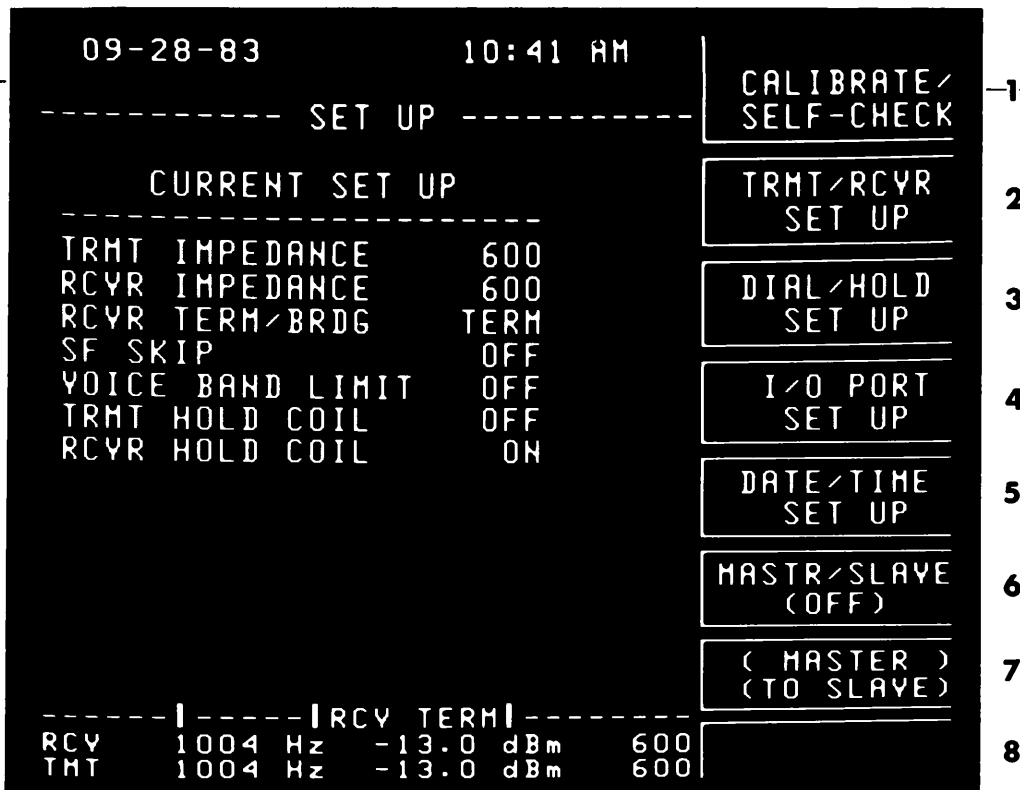 09-28-83 10:41 AM
----------- SET UP -----------
CURRENT SET UP
-----------------------
TRMT IMPEDANCE 600
RCVR IMPEDANCE 600
RCVR TERM/BRDG TERM
SF SKIP OFF
VOICE BAND LIMIT OFF
TRMT HOLD COIL OFF
RCVR HOLD COIL ON
------|-----|RCV TERM|--------
RCV 1004 Hz -13.0 dBm 600
TMT 1004 Hz -13.0 dBm 600
CALIBRATE/
SELF-CHECK
1
TRMT/RCVR
SET UP
2
DIAL/HOLD
SET UP
3
I/O PORT
SET UP
4
DATE/TIME
SET UP
5
MASTR/SLAVE
(OFF)
6
( MASTER )
(TO SLAVE)
7
8